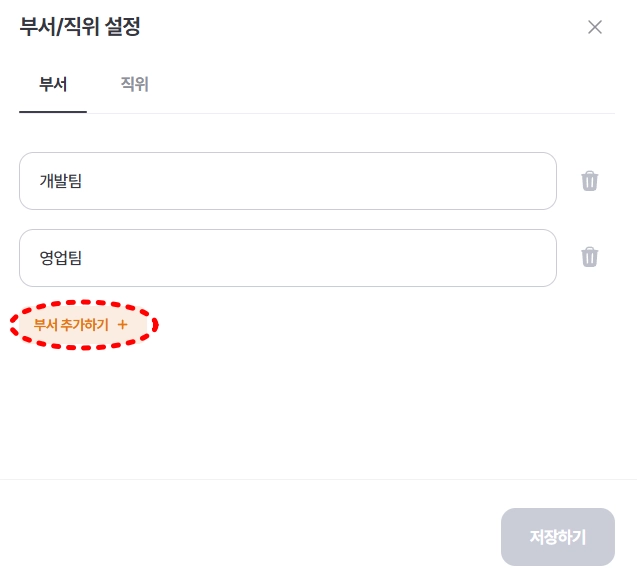 부서/직위 설정
부서 직위
개발팀
영업팀
부서 추가하기 +
저장하기